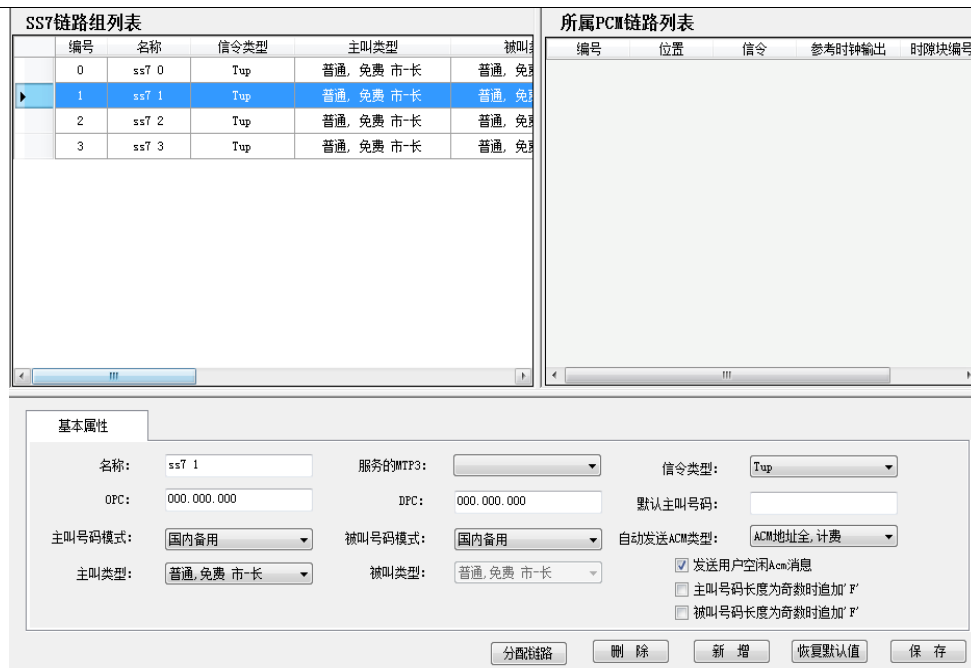 SS7链路组列表
编号 名称 信令类型 主叫类型 被叫
0 ss7 0 Tup 普通, 免费 市-长 普通, 免
1 ss7 1 Tup 普通, 免费 市-长 普通, 免
2 ss7 2 Tup 普通, 免费 市-长 普通, 免
3 ss7 3 Tup 普通, 免费 市-长 普通, 免
所属PCM链路列表
编号 位置 信令 参考时钟输出 时隙块编号
基本属性
名称: ss7 1 服务的MTP3: 信令类型: Tup
OPC: 000.000.000 DPC: 000.000.000 默认主叫号码:
主叫号码模式: 国内备用 被叫号码模式: 国内备用 自动发送ACM类型: ACM地址全,计费
主叫类型: 普通,免费 市-长 被叫类型: 普通,免费 市-长
发送用户空闲Acm消息
主叫号码长度为奇数时追加'F'
被叫号码长度为奇数时追加'F'
分配链路 删 除 新 增 恢复默认值 保 存